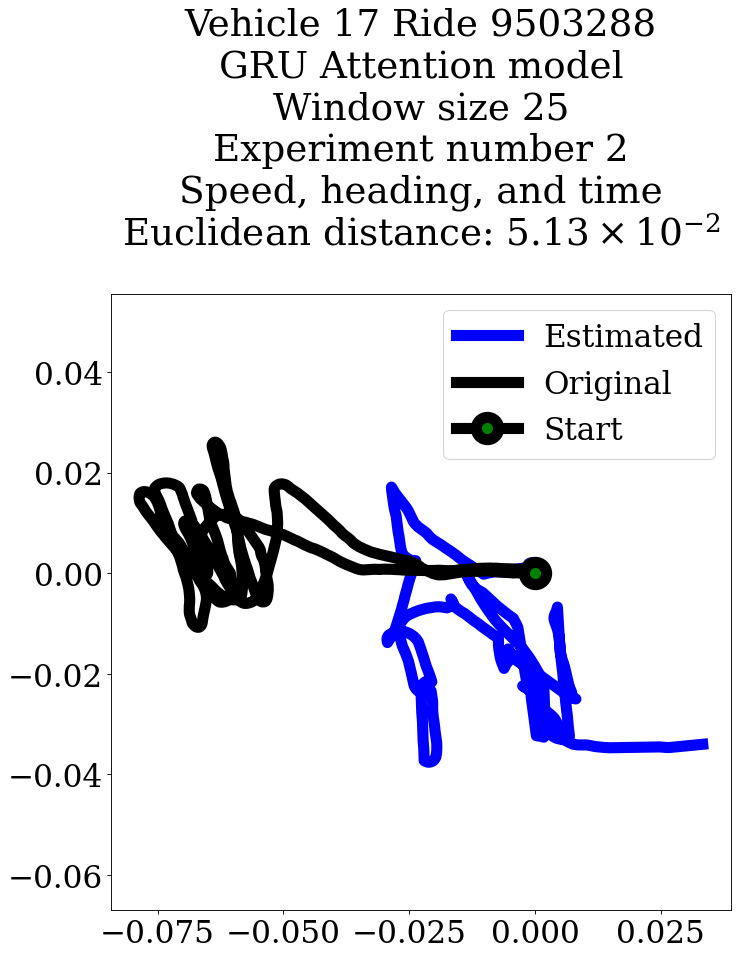 Vehicle 17 Ride 9503288
GRU Attention model
Window size 25
Experiment number 2
Speed, heading, and time
Euclidean distance: 5.13 × 10⁻²
Estimated
Original
Start
0.04
0.02
0.00
−0.02
−0.04
−0.06
−0.075 −0.050 −0.025 0.000 0.025